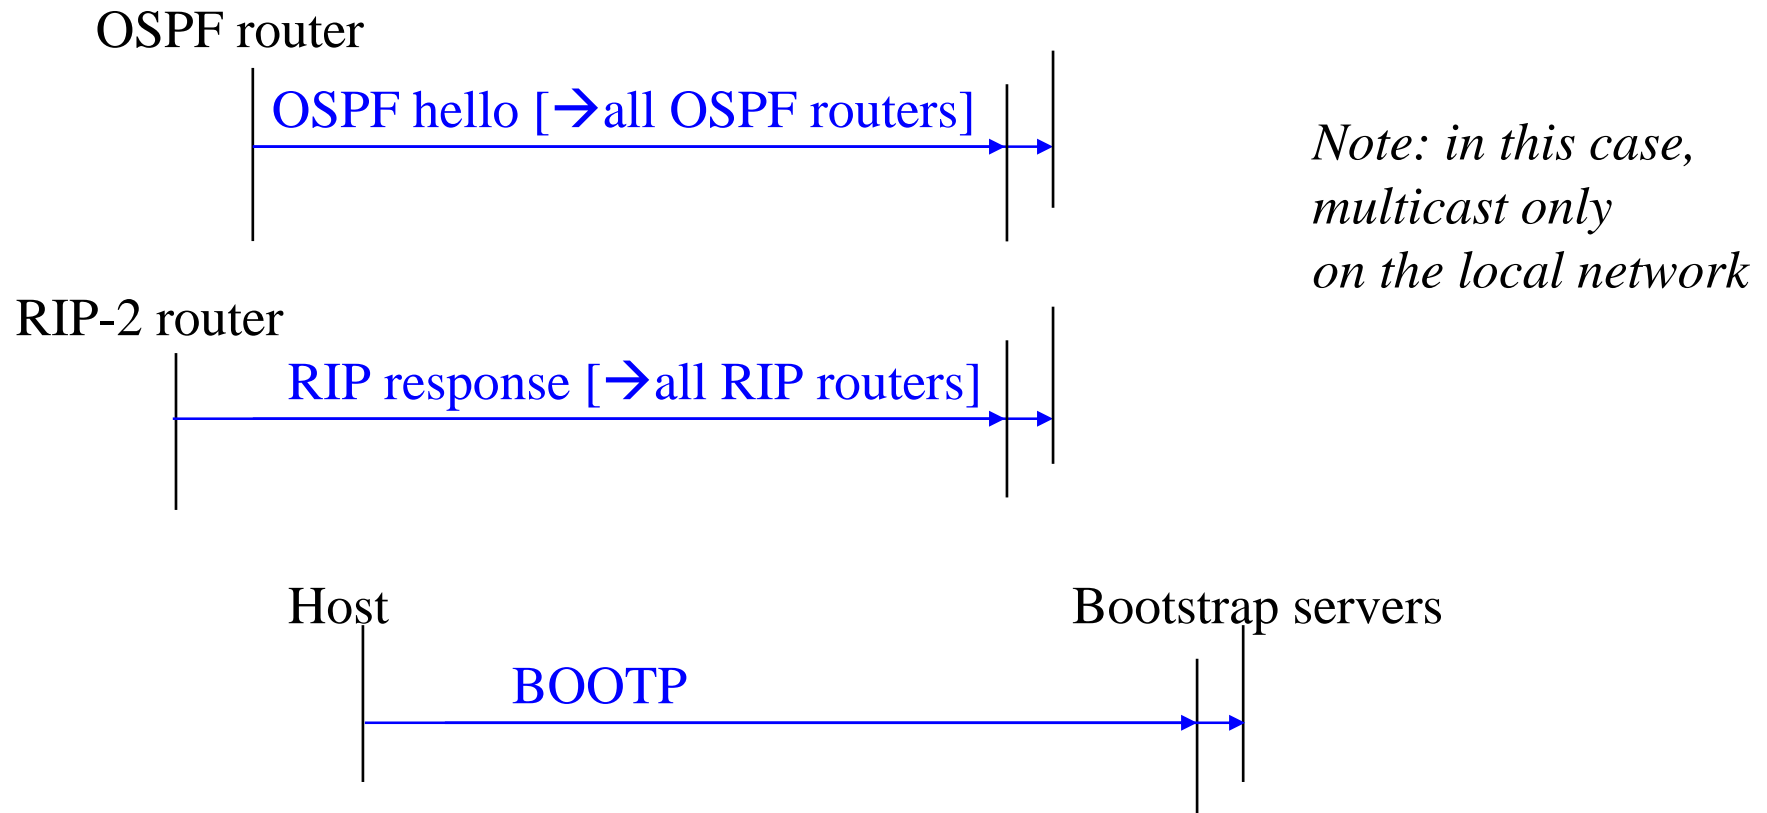 OSPF router
OSPF hello [→all OSPF routers]
Note: in this case,
multicast only
on the local network
RIP-2 router
RIP response [→all RIP routers]
Host
Bootstrap servers
BOOTP